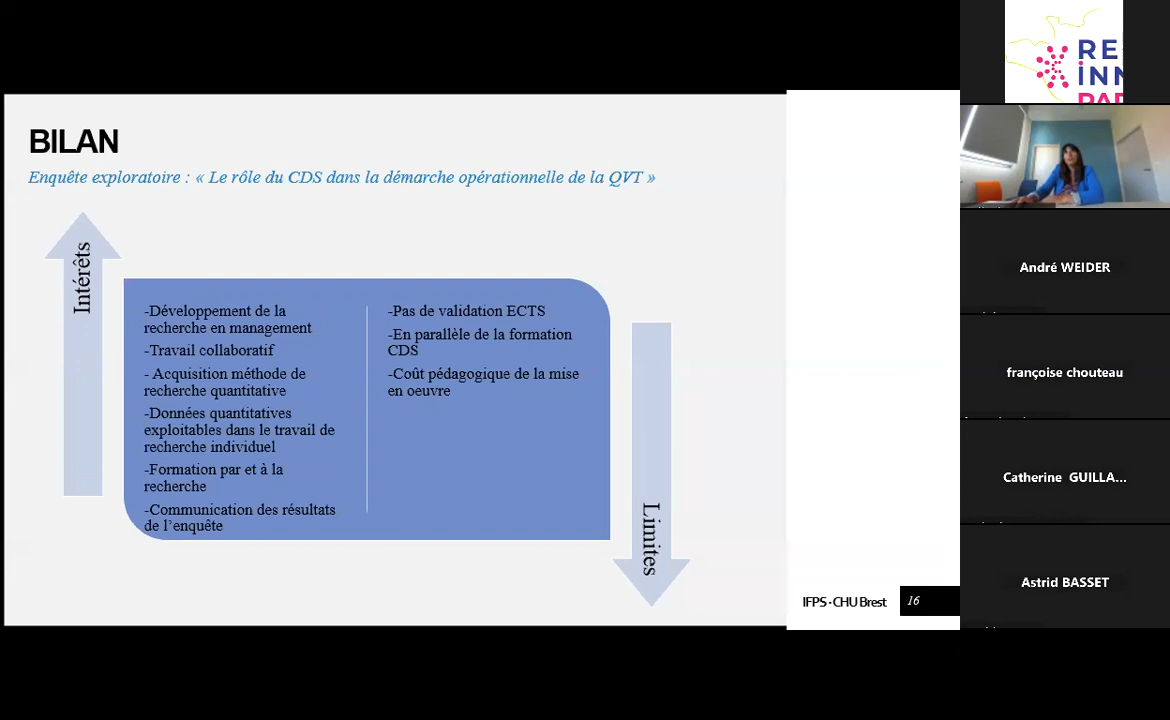 BILAN
Enquête exploratoire : « Le rôle du CDS dans la démarche opérationnelle de la QVT »
Intérêts
-Développement de la
recherche en management
-Travail collaboratif
- Acquisition méthode de
recherche quantitative
-Données quantitatives
exploitables dans le travail de
recherche individuel
-Formation par et à la
recherche
-Communication des résultats
de l’enquête
-Pas de validation ECTS
-En parallèle de la formation
CDS
-Coût pédagogique de la mise
en oeuvre
Limites
IFPS - CHU Brest
16
RE
INN
PAR
André WEIDER
françoise chouteau
Catherine GUILLA...
Astrid BASSET